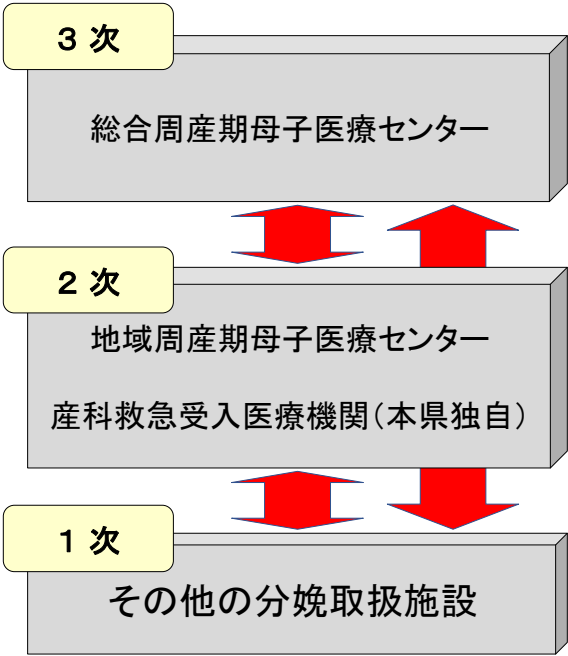 ３次
総合周産期母子医療センター
２次
地域周産期母子医療センター
産科救急受入医療機関（本県独自）
１次
その他の分娩取扱施設